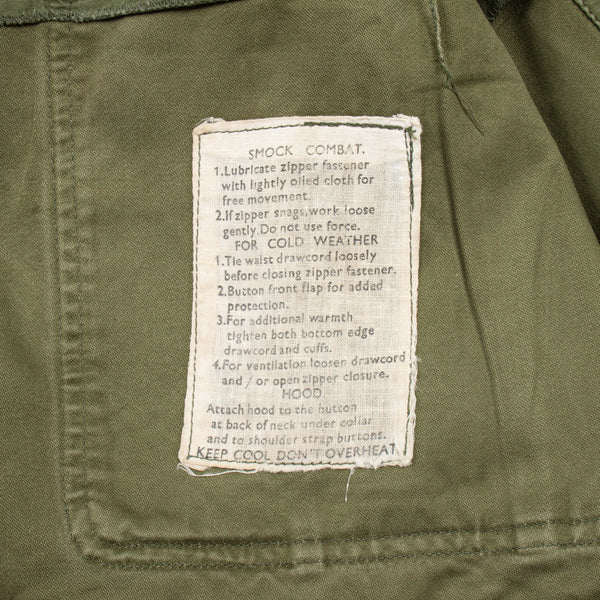 SMOCK COMBAT.
1.Lubricate zipper fastener
with lightly oiled cloth for
free movement.
2.If zipper snags, work loose
gently. Do not use force.
FOR COLD WEATHER
1.Tie waist drawcord loosely
before closing zipper fastener.
2.Button front flap for added
protection.
3.For additional warmth
tighten both bottom edge
drawcord and cuffs.
4.For ventilation loosen drawcord
and / or open zipper closure.
HOOD.
Attach hood to the button
at back of neck under collar
and to shoulder strap buttons.
KEEP COOL DON'T OVERHEAT